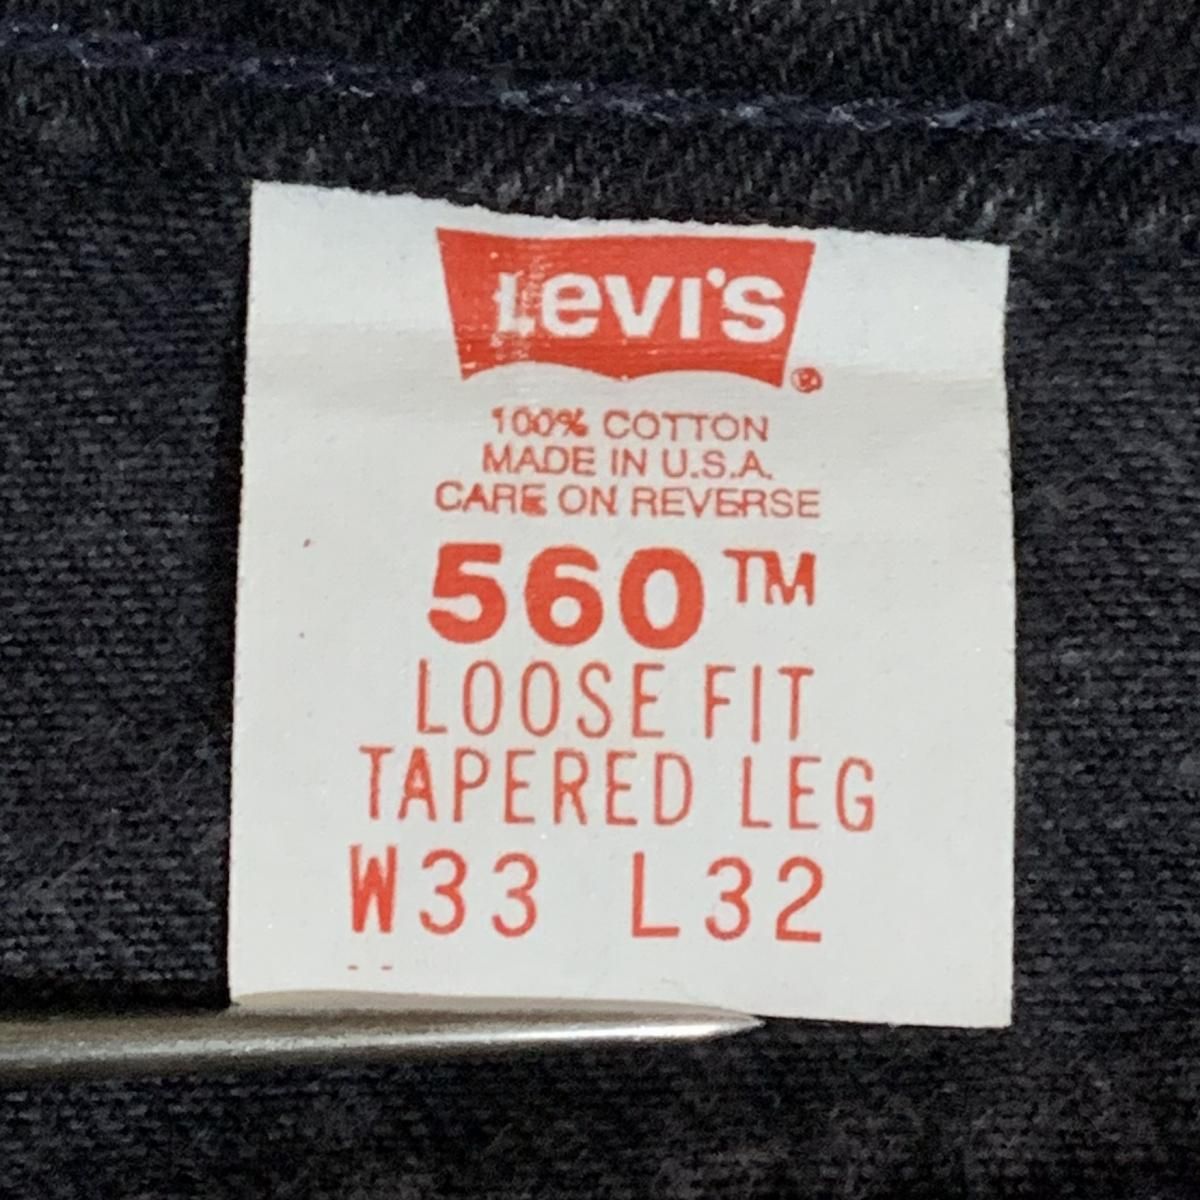 Levi's®
100% COTTON
MADE IN U.S.A.
CARE ON REVERSE
560™
LOOSE FIT
TAPERED LEG
W33 L32